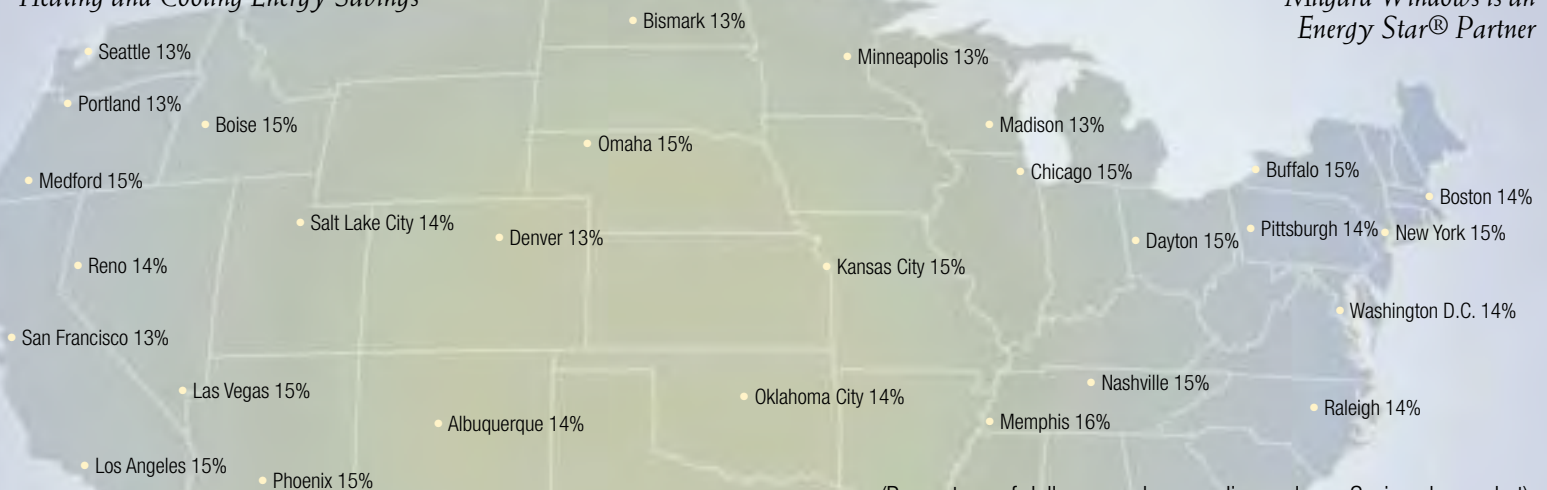 Heating and Cooling Energy Savings
Windows is an
Energy Star® Partner
Bismark 13%
Seattle 13%
Minneapolis 13%
Portland 13%
Boise 15%
Madison 13%
Omaha 15%
Chicago 15%
Buffalo 15%
Medford 15%
Boston 14%
Salt Lake City 14%
Denver 13%
Dayton 15%
Pittsburgh 14%
New York 15%
Reno 14%
Kansas City 15%
Washington D.C. 14%
San Francisco 13%
Las Vegas 15%
Nashville 15%
Oklahoma City 14%
Raleigh 14%
Albuquerque 14%
Memphis 16%
Los Angeles 15%
Phoenix 15%